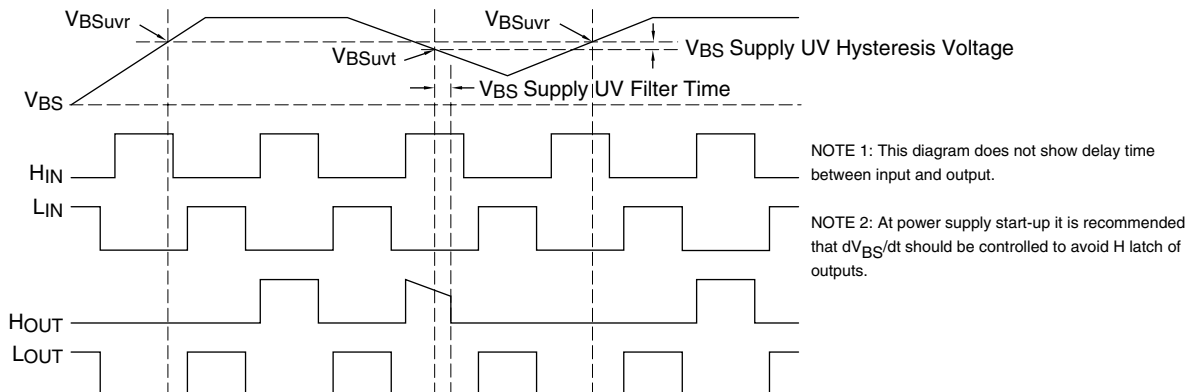 VBSuvr
VBSuvr
VBSuvt
VBS Supply UV Hysteresis Voltage
VBS Supply UV Filter Time
VBS
HIN
LIN
HOUT
LOUT
NOTE 1: This diagram does not show delay time
between input and output.
NOTE 2: At power supply start-up it is recommended
that dVBS/dt should be controlled to avoid H latch of
outputs.